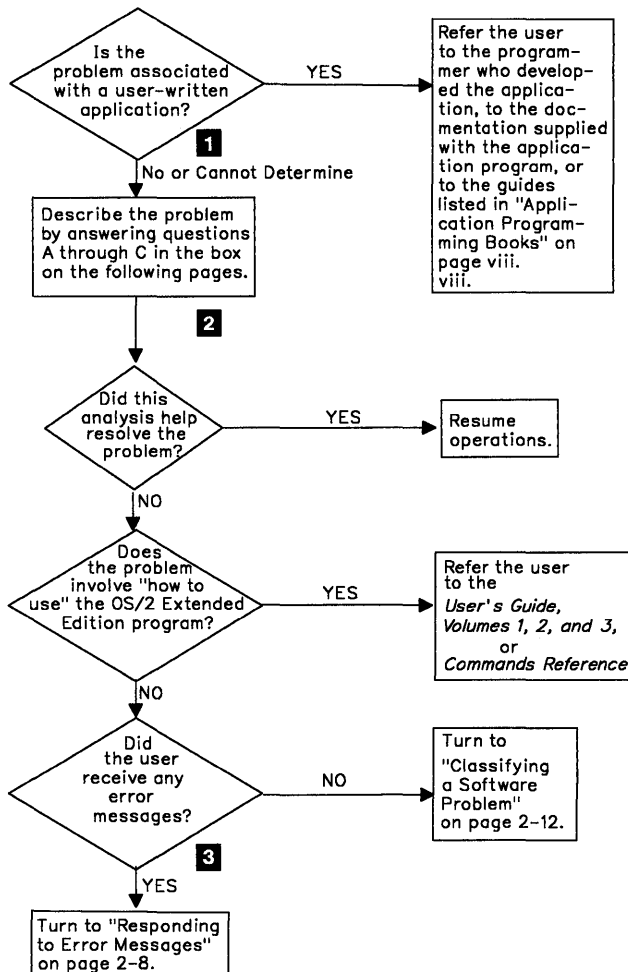 Is the
problem associated
with a user-written
application?
YES
Refer the user
to the program-
mer who develop-
ed the applica-
tion, to the doc-
umentation supplied
with the applica-
tion program, or
to the guides
listed in "Appli-
cation Program-
ming Books" on
page viii.
viii.
1
No or Cannot Determine
Describe the problem
by answering questions
A through C in the box
on the following pages.
2
Did this
analysis help
resolve the
problem?
YES
Resume
operations.
NO
Does
the problem
involve "how to
use" the OS/2 Extended
Edition program?
YES
Refer the user
to the
User's Guide,
Volumes 1, 2, and 3,
or
Commands Reference
NO
Did
the user
receive any
error
messages?
NO
Turn to
"Classifying
a Software
Problem"
on page 2-12.
3
YES
Turn to "Responding
to Error Messages"
on page 2-8.